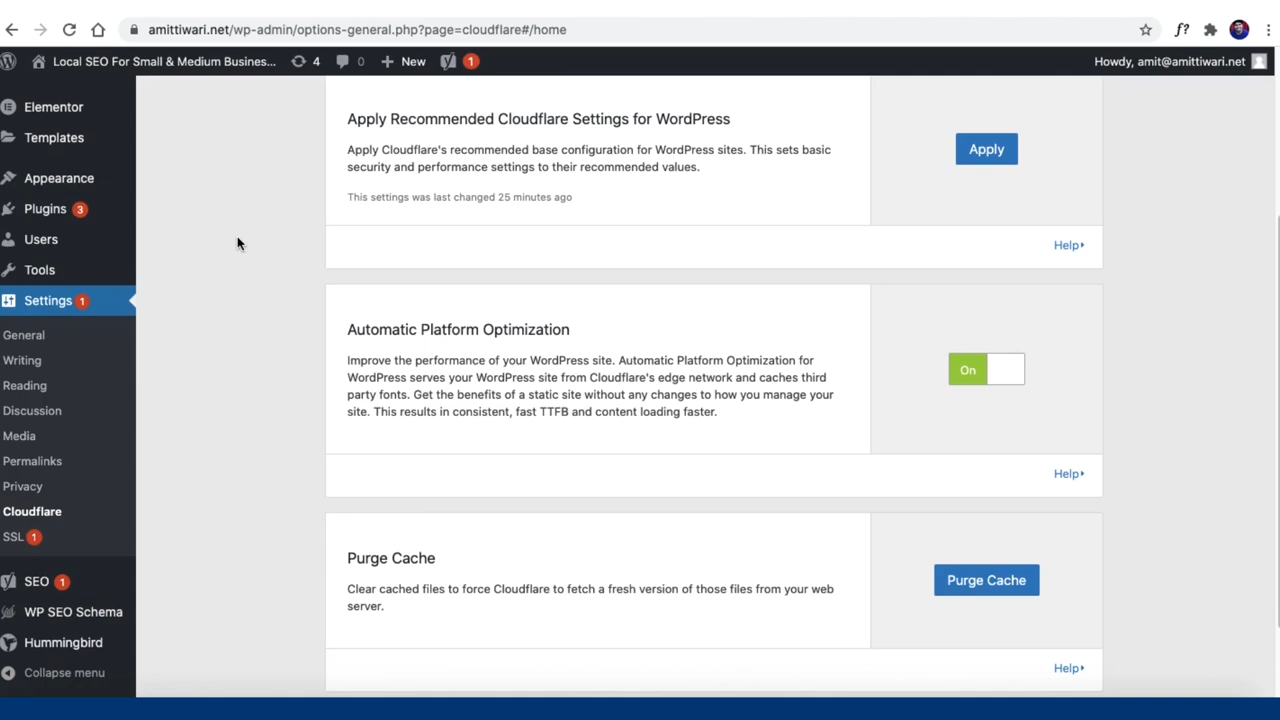 amittiwari.net/wp-admin/options-general.php?page=cloudflare#/home
f?
Local SEO For Small & Medium Busines... 4 0 New 1
Howdy, amit@amittiwari.net
Elementor
Templates
Appearance
Plugins 3
Users
Tools
Settings 1
General
Writing
Reading
Discussion
Media
Permalinks
Privacy
Cloudflare
SSL 1
SEO 1
WP SEO Schema
Hummingbird
Collapse menu
Apply Recommended Cloudflare Settings for WordPress
Apply Cloudflare's recommended base configuration for WordPress sites. This sets basic
security and performance settings to their recommended values.
This settings was last changed 25 minutes ago
Apply
Help
Automatic Platform Optimization
Improve the performance of your WordPress site. Automatic Platform Optimization for
WordPress serves your WordPress site from Cloudflare's edge network and caches third
party fonts. Get the benefits of a static site without any changes to how you manage your
site. This results in consistent, fast TTFB and content loading faster.
On
Help
Purge Cache
Clear cached files to force Cloudflare to fetch a fresh version of those files from your web
server.
Purge Cache
Help